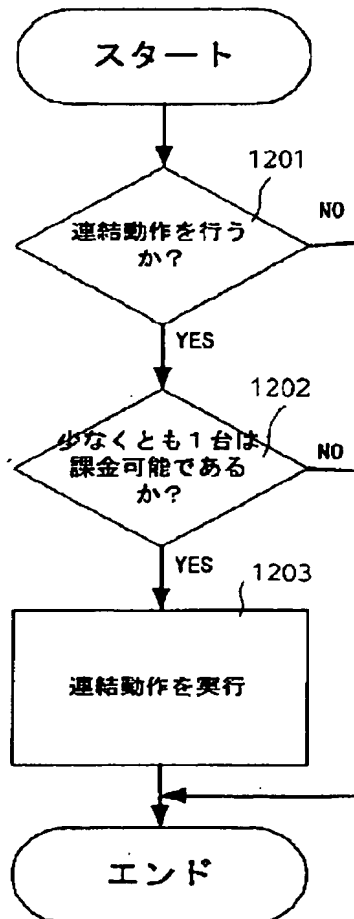 スタート
1201
連結動作を行う
か？
NO
YES
1202
少なくとも１台は
課金可能である
か？
NO
YES
1203
連結動作を実行
エンド